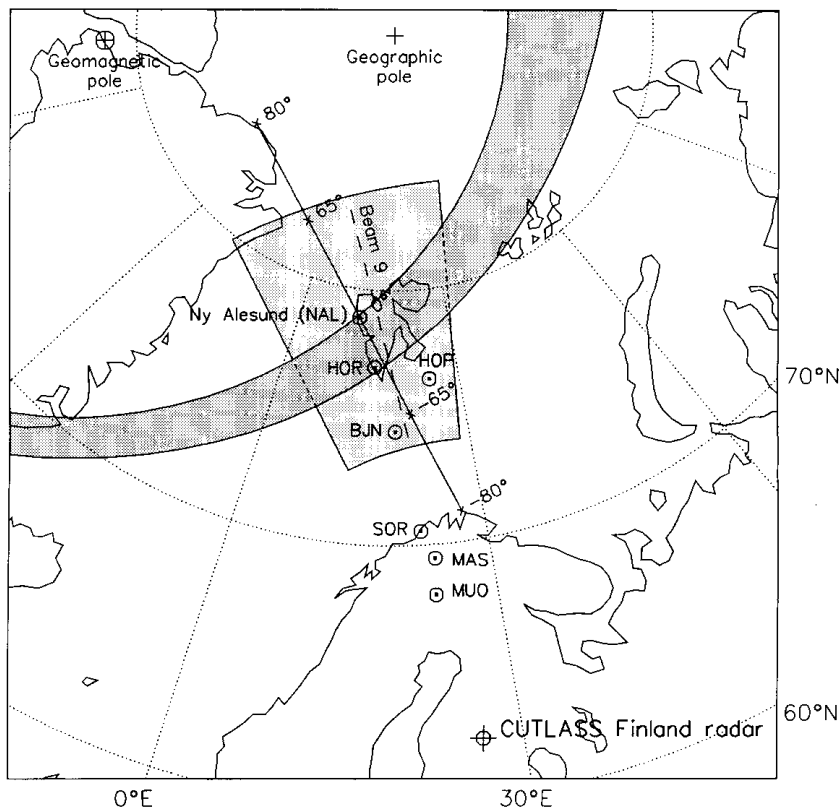 Geomagnetic
pole
Geographic
pole
80°
65°
Beam 9
0°
Ny Alesund (NAL)
HOR
HOP
70°N
-65°
BJN
-80°
SOR
MAS
MUO
60°N
CUTLASS Finland radar
0°E
30°E